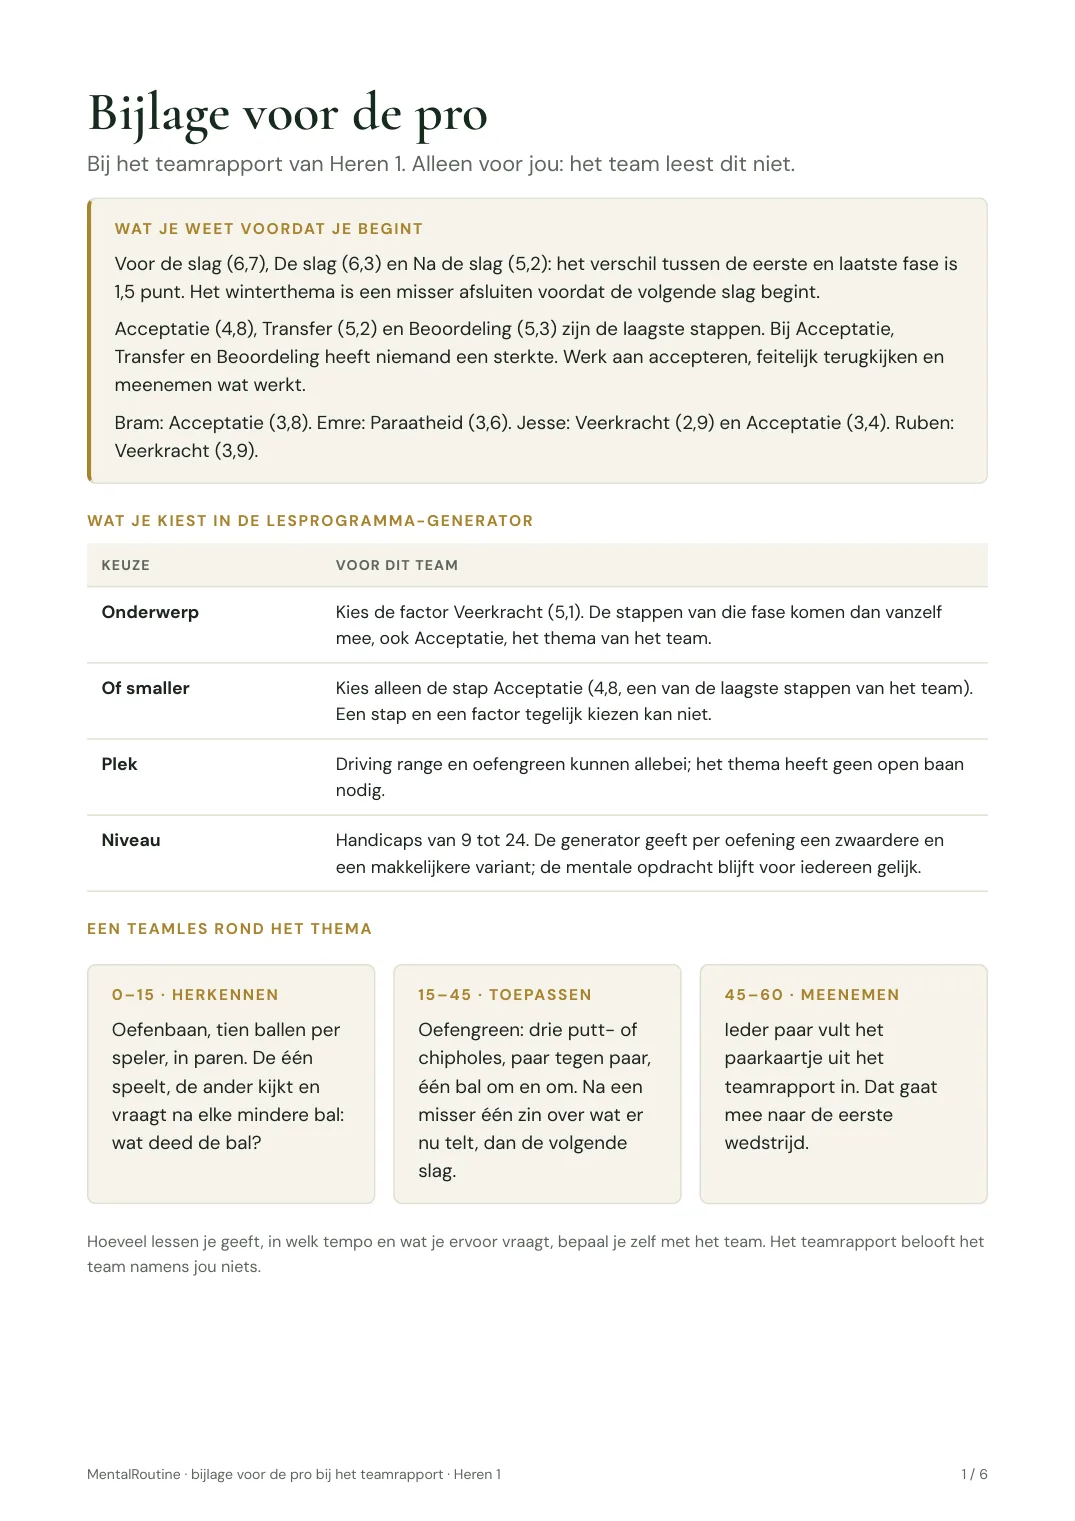 Bijlage voor de pro
Bij het teamrapport van Heren 1. Alleen voor jou: het team leest dit niet.
WAT JE WEET VOORDAT JE BEGINT
Voor de slag (6,7), De slag (6,3) en Na de slag (5,2): het verschil tussen de eerste en laatste fase is
1,5 punt. Het winterthema is een misser afsluiten voordat de volgende slag begint.
Acceptatie (4,8), Transfer (5,2) en Beoordeling (5,3) zijn de laagste stappen. Bij Acceptatie,
Transfer en Beoordeling heeft niemand een sterkte. Werk aan accepteren, feitelijk terugkijken en
meenemen wat werkt.
Bram: Acceptatie (3,8). Emre: Paraatheid (3,6). Jesse: Veerkracht (2,9) en Acceptatie (3,4). Ruben:
Veerkracht (3,9).
WAT JE KIEST IN DE LESPROGRAMMA-GENERATOR
KEUZE VOOR DIT TEAM
Onderwerp Kies de factor Veerkracht (5,1). De stappen van die fase komen dan vanzelf
mee, ook Acceptatie, het thema van het team.
Of smaller Kies alleen de stap Acceptatie (4,8, een van de laagste stappen van het team).
Een stap en een factor tegelijk kiezen kan niet.
Plek Driving range en oefengreen kunnen allebei; het thema heeft geen open baan
nodig.
Niveau Handicaps van 9 tot 24. De generator geeft per oefening een zwaardere en
een makkelijkere variant; de mentale opdracht blijft voor iedereen gelijk.
EEN TEAMLES ROND HET THEMA
0–15 · HERKENNEN
Oefenbaan, tien ballen per
speler, in paren. De één
speelt, de ander kijkt en
vraagt na elke mindere bal:
wat deed de bal?
15–45 · TOEPASSEN
Oefengreen: drie putt- of
chipholes, paar tegen paar,
één bal om en om. Na een
misser één zin over wat er
nu telt, dan de volgende
slag.
45–60 · MEENEMEN
Ieder paar vult het
paarkaartje uit het
teamrapport in. Dat gaat
mee naar de eerste
wedstrijd.
Hoeveel lessen je geeft, in welk tempo en wat je ervoor vraagt, bepaal je zelf met het team. Het teamrapport belooft het
team namens jou niets.
MentalRoutine · bijlage voor de pro bij het teamrapport · Heren 1 1 / 6